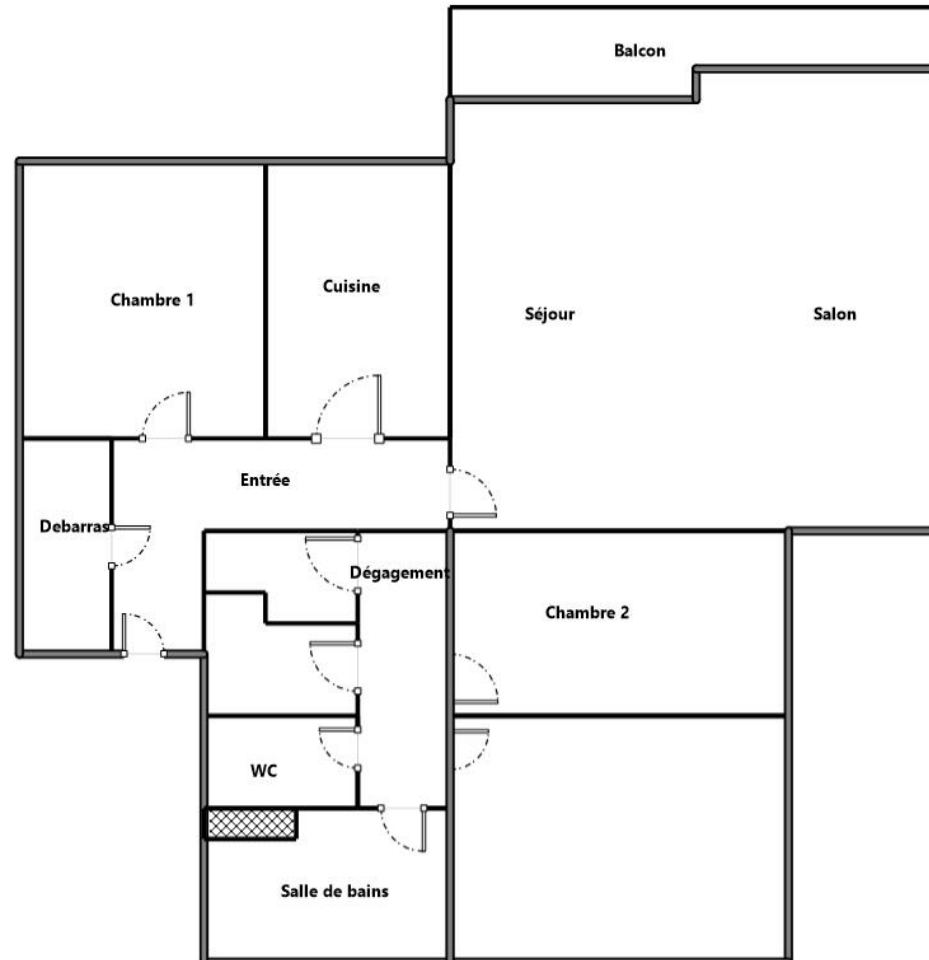 Balcon
Chambre 1
Cuisine
Séjour
Salon
Entrée
Debarras
Dégagement
Chambre 2
WC
Salle de bains